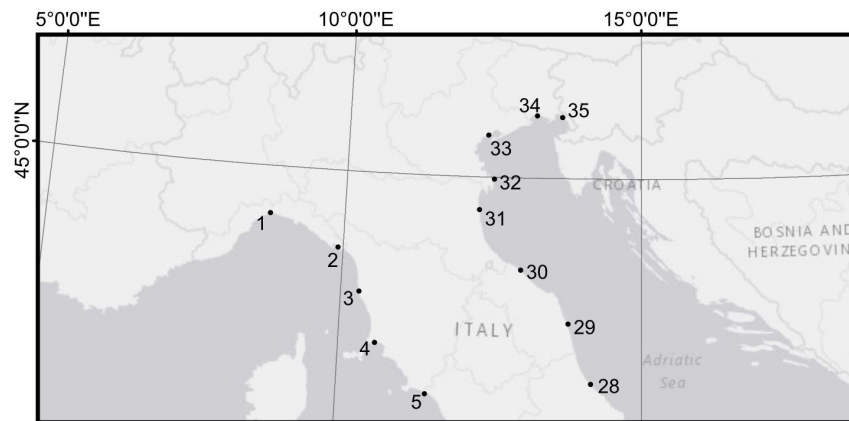 5°0'0"E 10°0'0"E 15°0'0"E
45°0'0"N
34 35
33
32
CROATIA
31
1
BOSNIA AND
HERZEGOVIN
2
30
3
29
ITALY
4
Adriatic
Sea
28
5